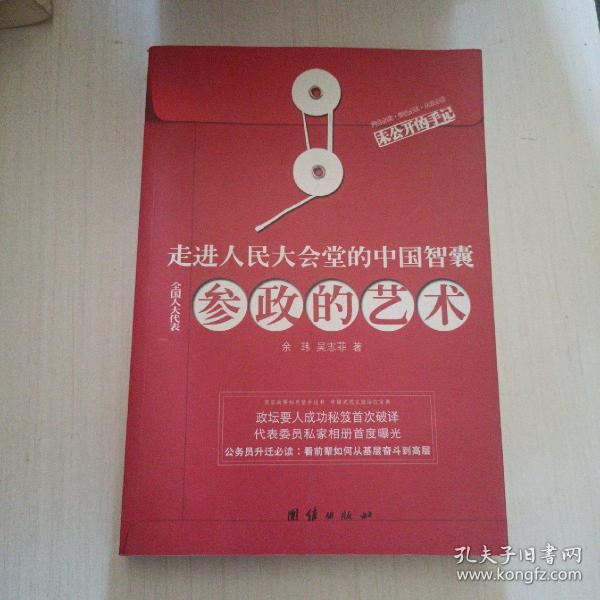 未公开的手记
走进人民大会堂的中国智囊
全国人大代表
参政的艺术
余 玮 吴志菲 著
政坛要人成功秘笈首次破译
代表委员私家相册首度曝光
公务员升迁必读：看前辈如何从基层奋斗到高层
团结出版社
孔夫子旧书网
www.kongfz.com